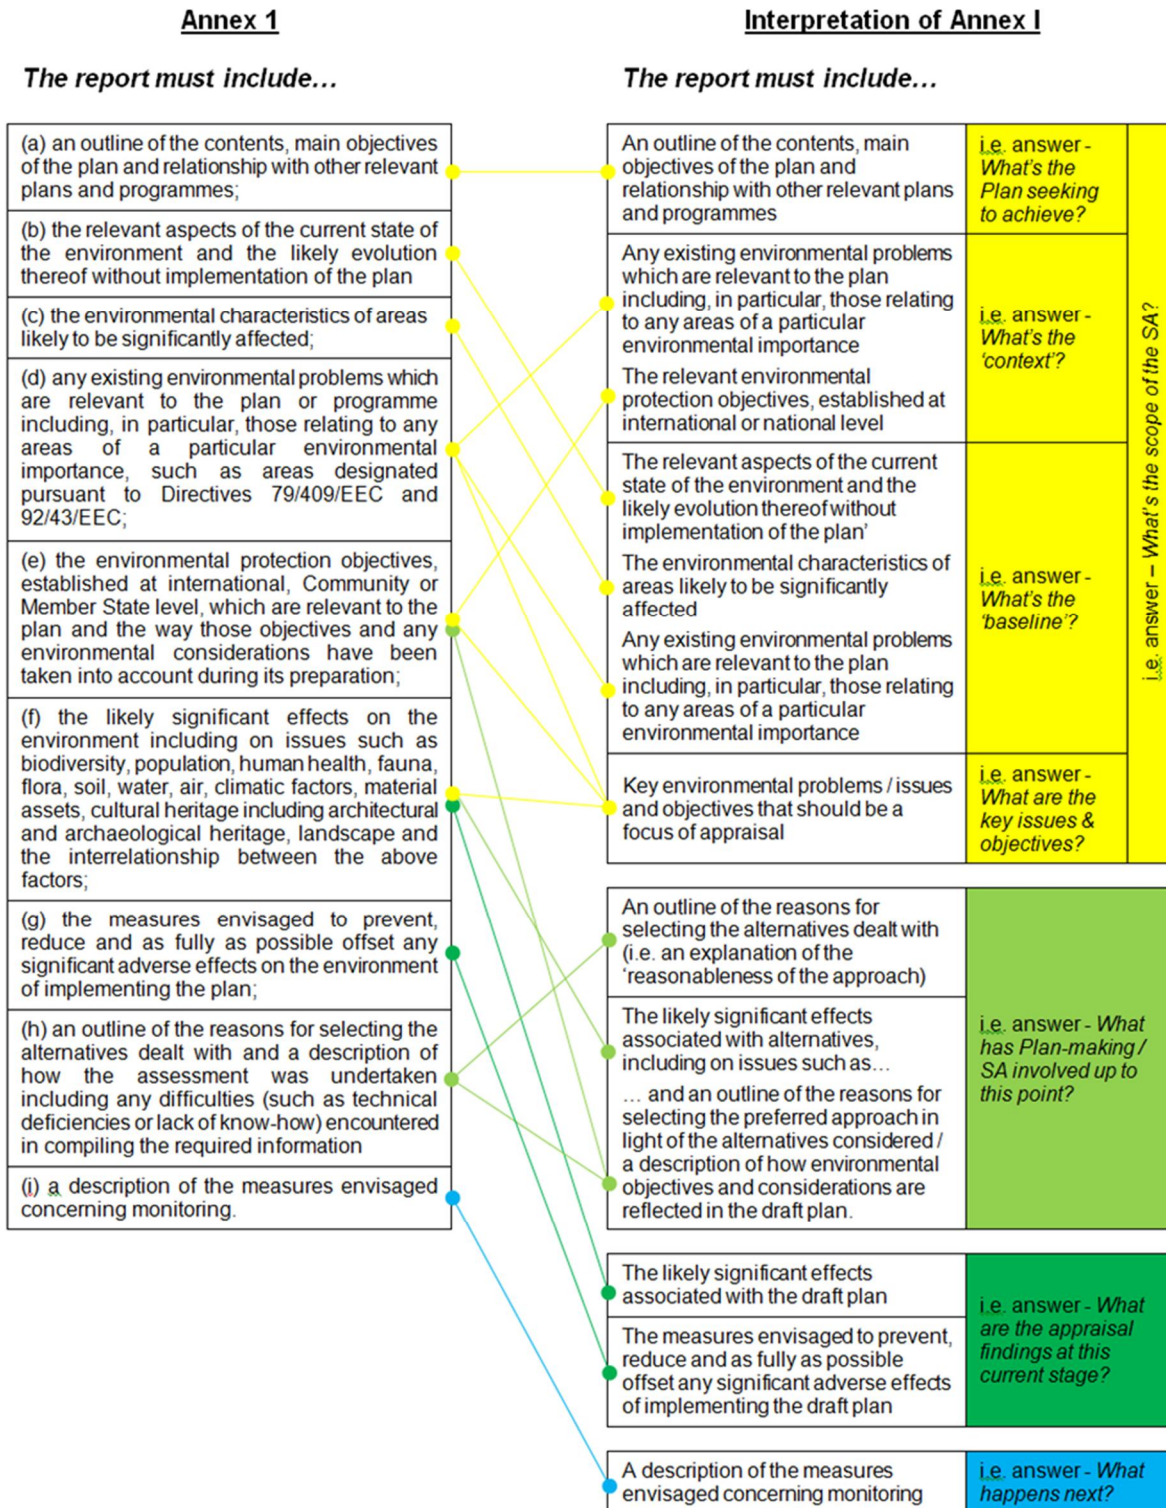 Annex 1
The report must include…
(a) an outline of the contents, main objectives
of the plan and relationship with other relevant
plans and programmes;
(b) the relevant aspects of the current state of
the environment and the likely evolution
thereof without implementation of the plan
(c) the environmental characteristics of areas
likely to be significantly affected;
(d) any existing environmental problems which
are relevant to the plan or programme
including, in particular, those relating to any
areas of a particular environmental
importance, such as areas designated
pursuant to Directives 79/409/EEC and
92/43/EEC;
(e) the environmental protection objectives,
established at international, Community or
Member State level, which are relevant to the
plan and the way those objectives and any
environmental considerations have been
taken into account during its preparation;
(f) the likely significant effects on the
environment including on issues such as
biodiversity, population, human health, fauna,
flora, soil, water, air, climatic factors, material
assets, cultural heritage including architectural
and archaeological heritage, landscape and
the interrelationship between the above
factors;
(g) the measures envisaged to prevent,
reduce and as fully as possible offset any
significant adverse effects on the environment
of implementing the plan;
(h) an outline of the reasons for selecting the
alternatives dealt with and a description of
how the assessment was undertaken
including any difficulties (such as technical
deficiencies or lack of know-how) encountered
in compiling the required information
(i) a description of the measures envisaged
concerning monitoring.
Interpretation of Annex I
The report must include…
An outline of the contents, main
objectives of the plan and
relationship with other relevant plans
and programmes
i.e. answer -
What's the
Plan seeking
to achieve?
Any existing environmental problems
which are relevant to the plan
including, in particular, those relating
to any areas of a particular
environmental importance
The relevant environmental
protection objectives, established at
international or national level
i.e. answer -
What's the
'context'?
The relevant aspects of the current
state of the environment and the
likely evolution thereof without
implementation of the plan'
The environmental characteristics of
areas likely to be significantly
affected
Any existing environmental problems
which are relevant to the plan
including, in particular, those relating
to any areas of a particular
environmental importance
i.e. answer -
What's the
'baseline'?
Key environmental problems / issues
and objectives that should be a
focus of appraisal
i.e. answer -
What are the
key issues &
objectives?
i.e. answer – What's the scope of the SA?
An outline of the reasons for
selecting the alternatives dealt with
(i.e. an explanation of the
'reasonableness of the approach)
The likely significant effects
associated with alternatives,
including on issues such as…
… and an outline of the reasons for
selecting the preferred approach in
light of the alternatives considered /
a description of how environmental
objectives and considerations are
reflected in the draft plan.
i.e. answer - What
has Plan-making /
SA involved up to
this point?
The likely significant effects
associated with the draft plan
The measures envisaged to prevent,
reduce and as fully as possible
offset any significant adverse effects
of implementing the draft plan
i.e. answer - What
are the appraisal
findings at this
current stage?
A description of the measures
envisaged concerning monitoring
i.e. answer - What
happens next?